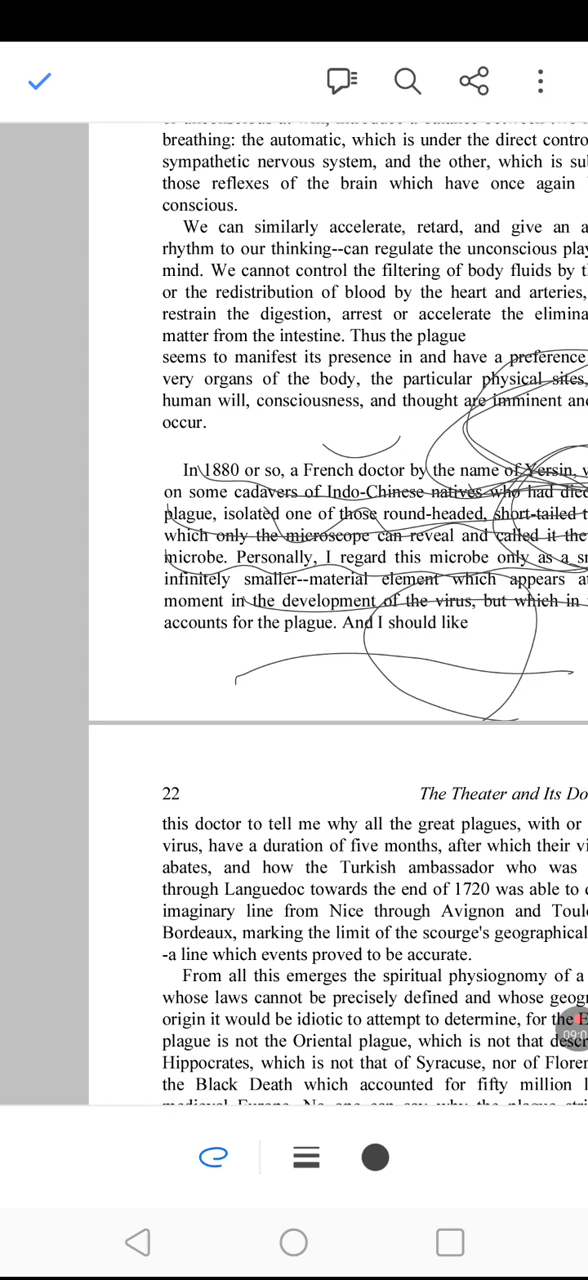 breathing: the automatic, which is under the direct contro
sympathetic nervous system, and the other, which is su
those reflexes of the brain which have once again
conscious.
We can similarly accelerate, retard, and give an a
rhythm to our thinking--can regulate the unconscious play
mind. We cannot control the filtering of body fluids by t
or the redistribution of blood by the heart and arteries,
restrain the digestion, arrest or accelerate the elimina
matter from the intestine. Thus the plague
seems to manifest its presence in and have a preference
very organs of the body, the particular physical sites,
human will, consciousness, and thought are imminent and
occur.
In 1880 or so, a French doctor by the name of Yersin, w
on some cadavers of Indo-Chinese natives who had died
plague, isolated one of those round-headed, short-tailed t
which only the microscope can reveal and called it the
microbe. Personally, I regard this microbe only as a sm
infinitely smaller--material element which appears at
moment in the development of the virus, but which in
accounts for the plague. And I should like
22 The Theater and Its Do
this doctor to tell me why all the great plagues, with or
virus, have a duration of five months, after which their vi
abates, and how the Turkish ambassador who was
through Languedoc towards the end of 1720 was able to
imaginary line from Nice through Avignon and Toul
Bordeaux, marking the limit of the scourge's geographical
-a line which events proved to be accurate.
From all this emerges the spiritual physiognomy of a
whose laws cannot be precisely defined and whose geogr
origin it would be idiotic to attempt to determine, for the E
plague is not the Oriental plague, which is not that descr
Hippocrates, which is not that of Syracuse, nor of Floren
the Black Death which accounted for fifty million l